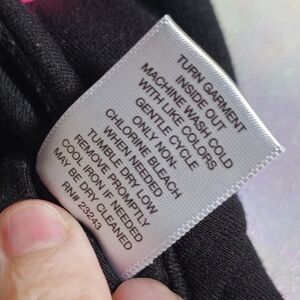 TURN GARMENT
INSIDE OUT
MACHINE WASH COLD
WITH LIKE COLORS
GENTLE CYCLE
ONLY NON-
CHLORINE BLEACH
WHEN NEEDED
TUMBLE DRY LOW
REMOVE PROMPTLY
COOL IRON IF NEEDED
MAY BE DRY CLEANED
RN# 23243